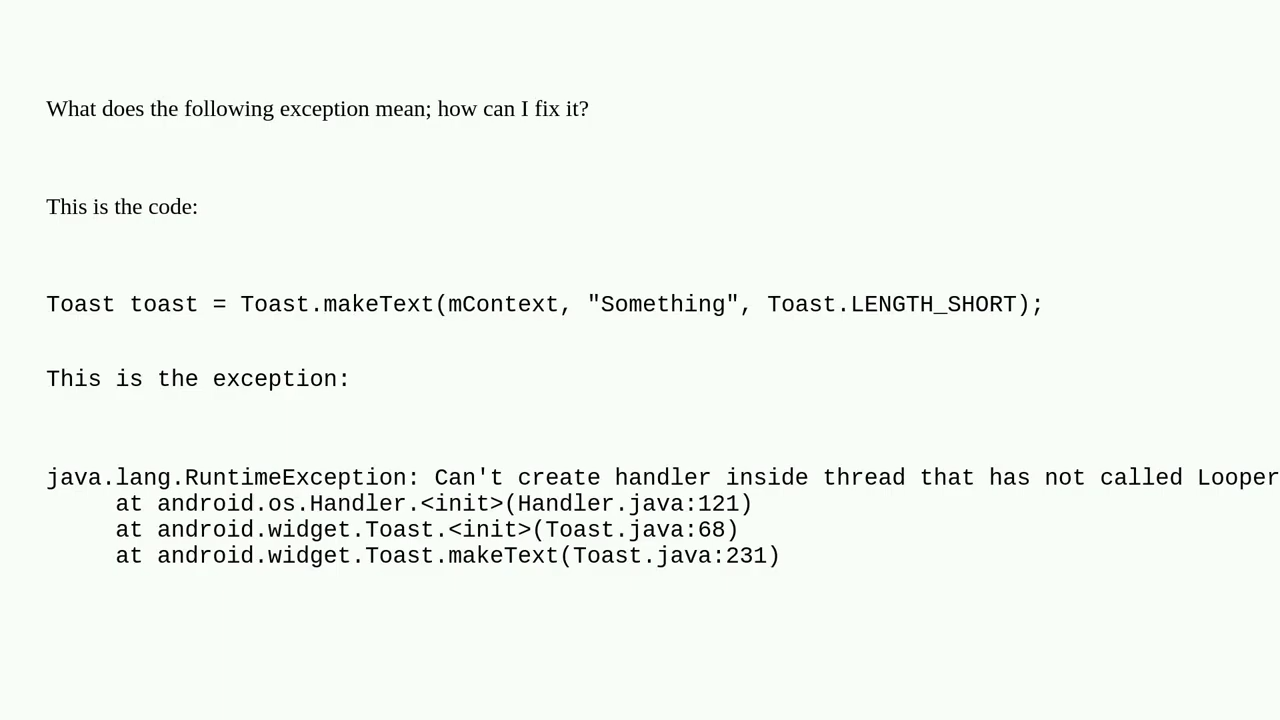 What does the following exception mean; how can I fix it?
This is the code:
Toast toast = Toast.makeText(mContext, "Something", Toast.LENGTH_SHORT);
This is the exception:
java.lang.RuntimeException: Can't create handler inside thread that has not called Looper
at android.os.Handler.<init>(Handler.java:121)
at android.widget.Toast.<init>(Toast.java:68)
at android.widget.Toast.makeText(Toast.java:231)